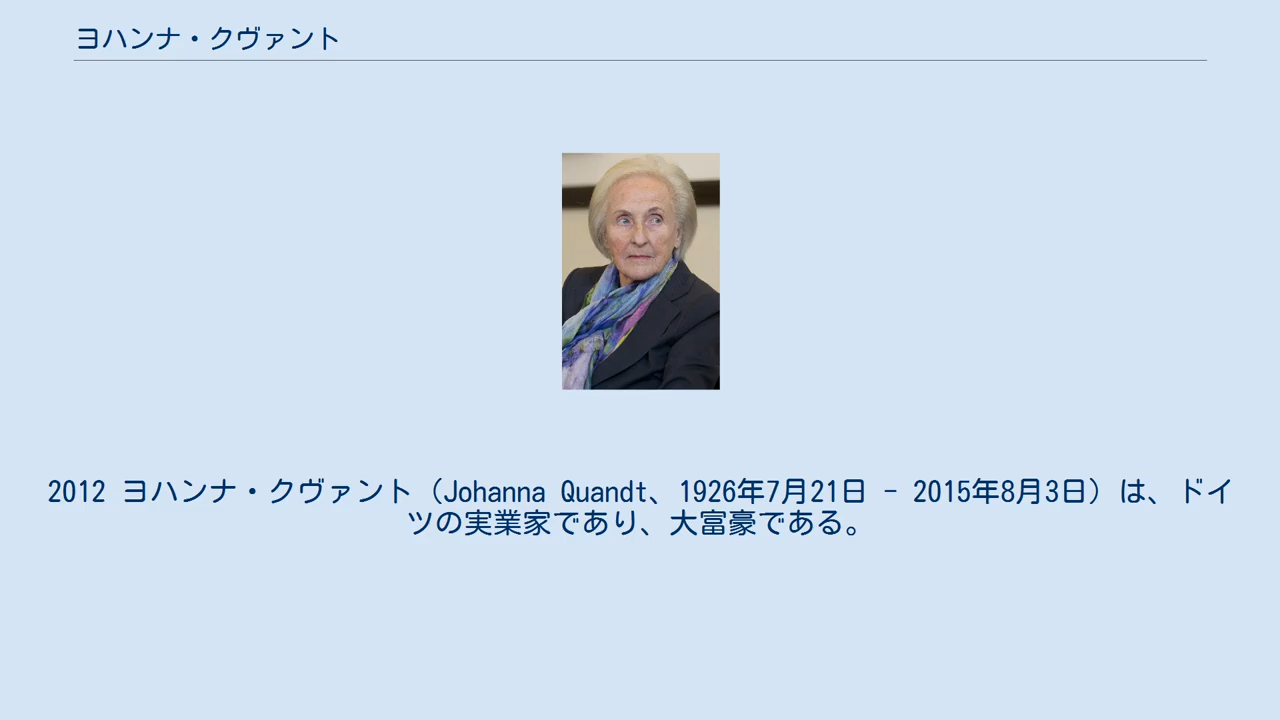 ヨハンナ・クヴァント
2012 ヨハンナ・クヴァント（Johanna Quandt、1926年7月21日 - 2015年8月3日）は、ドイ
ツの実業家であり、大富豪である。